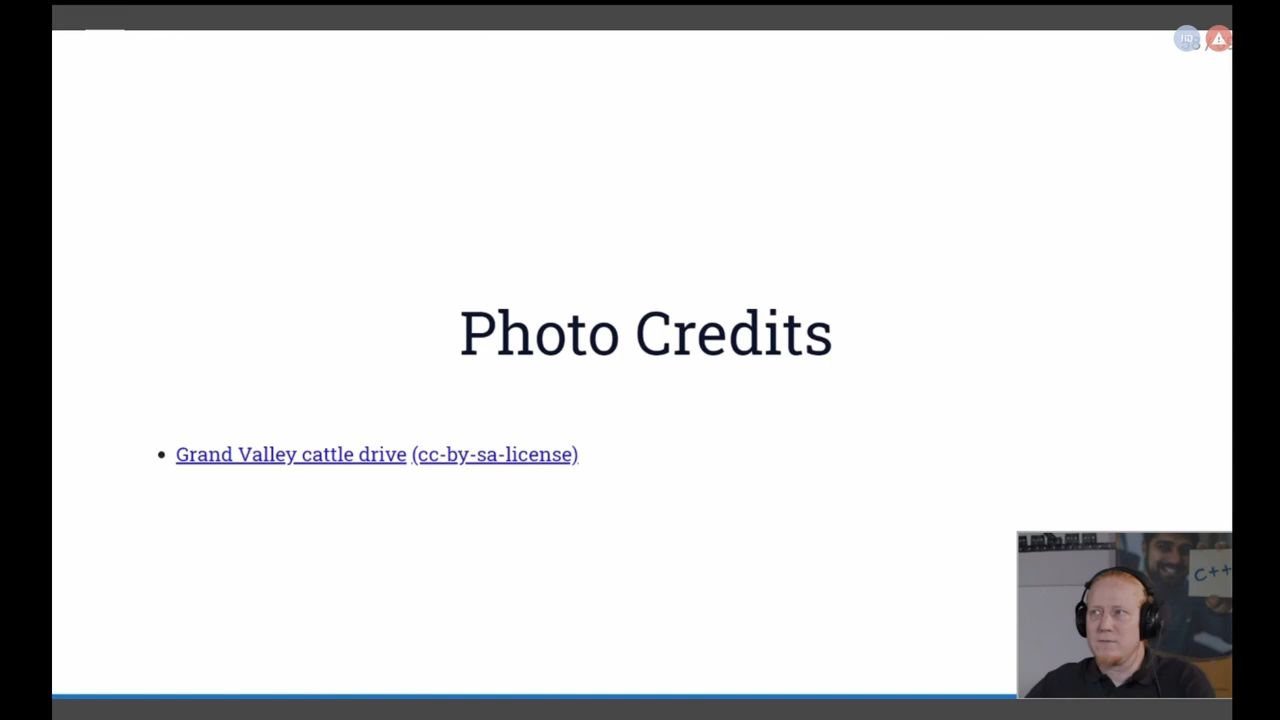 Photo Credits
• Grand Valley cattle drive (cc-by-sa-license)
C++